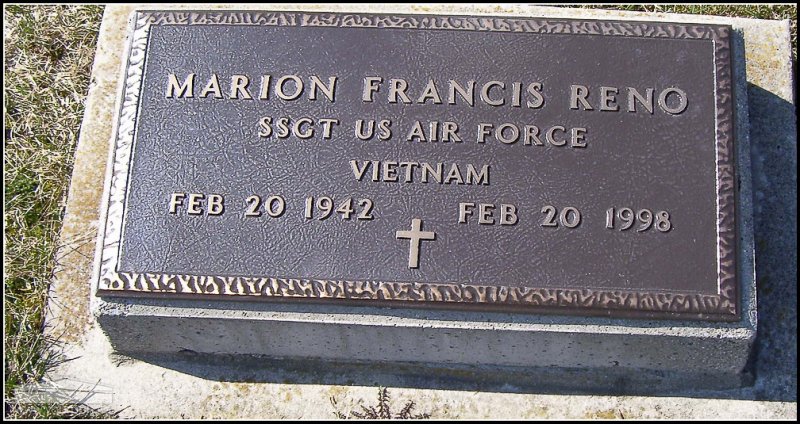 MARION FRANCIS RENO
SSGT US AIR FORCE
VIETNAM
FEB 20 1942 FEB 20 1998